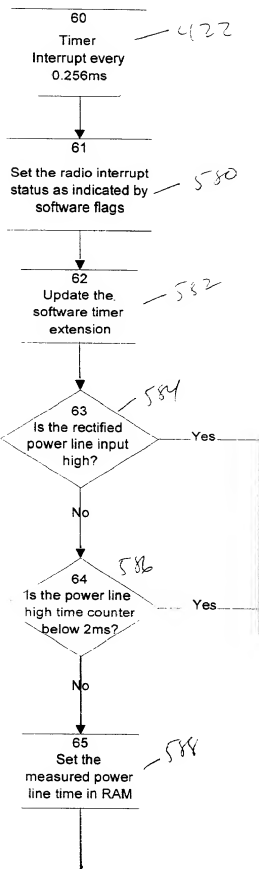 60
Timer
Interrupt every
0.256ms
422
61
Set the radio interrupt
status as indicated by
software flags
580
62
Update the
software timer
extension
582
584
63
Is the rectified
power line input
high?
Yes
No
586
64
Is the power line
high time counter
below 2ms?
Yes
No
65
Set the
measured power
line time in RAM
588